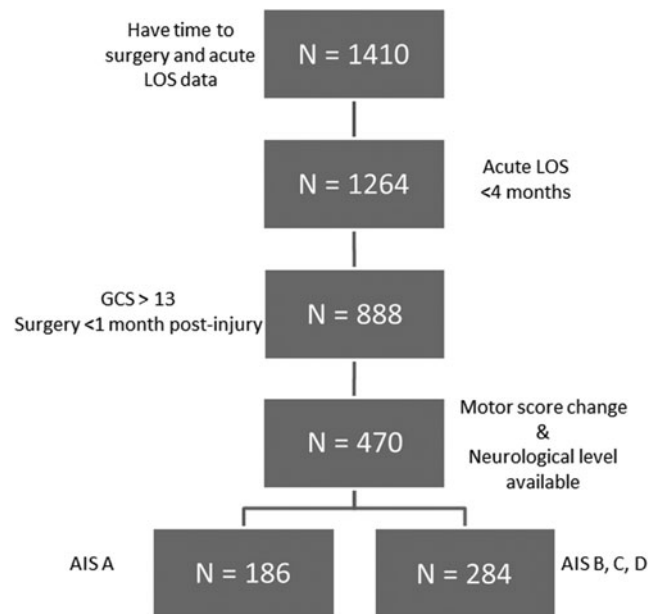 Have time to
surgery and acute
LOS data
N = 1410
N = 1264
Acute LOS
<4 months
GCS > 13
Surgery <1 month post-injury
N = 888
N = 470
Motor score change
&
Neurological level
available
AIS A
N = 186
N = 284
AIS B, C, D